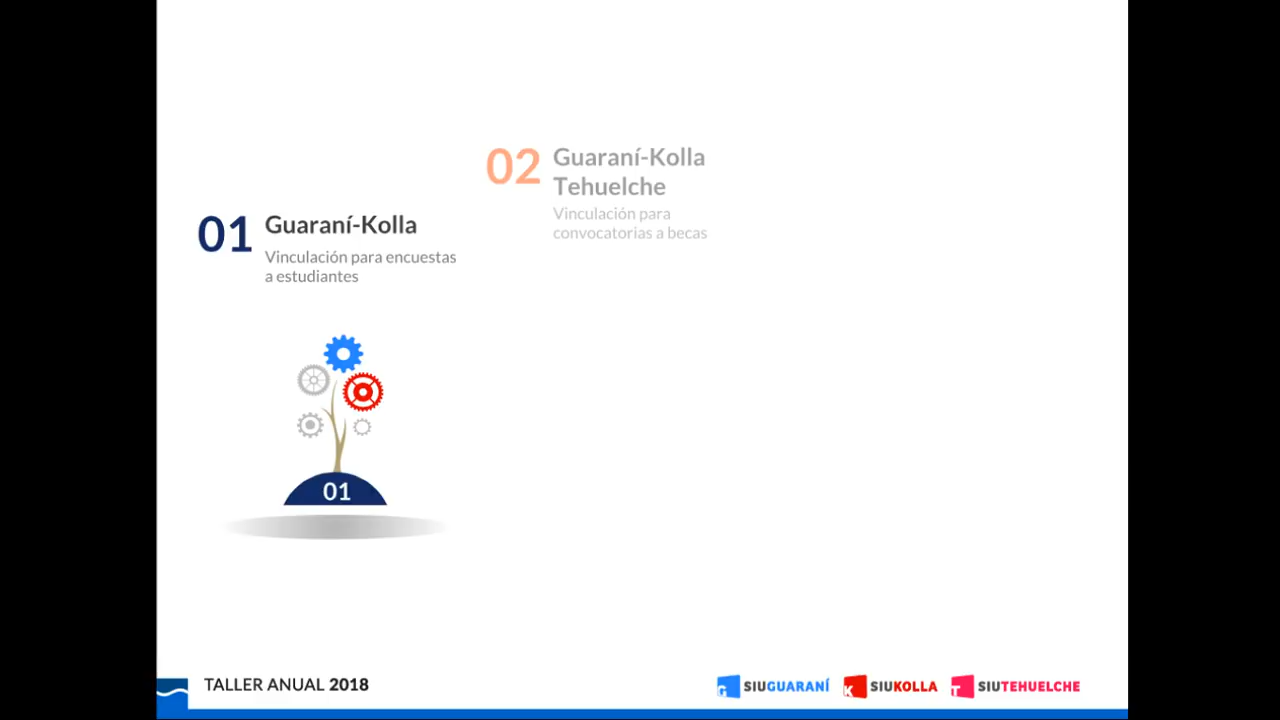 01
Guaraní-Kolla
Vinculación para encuestas
a estudiantes
02
Guaraní-Kolla
Tehuelche
Vinculación para
convocatorias a becas
01
TALLER ANUAL 2018
G SIUGUARANÍ
K SIUKOLLA
T SIUTEHUELCHE